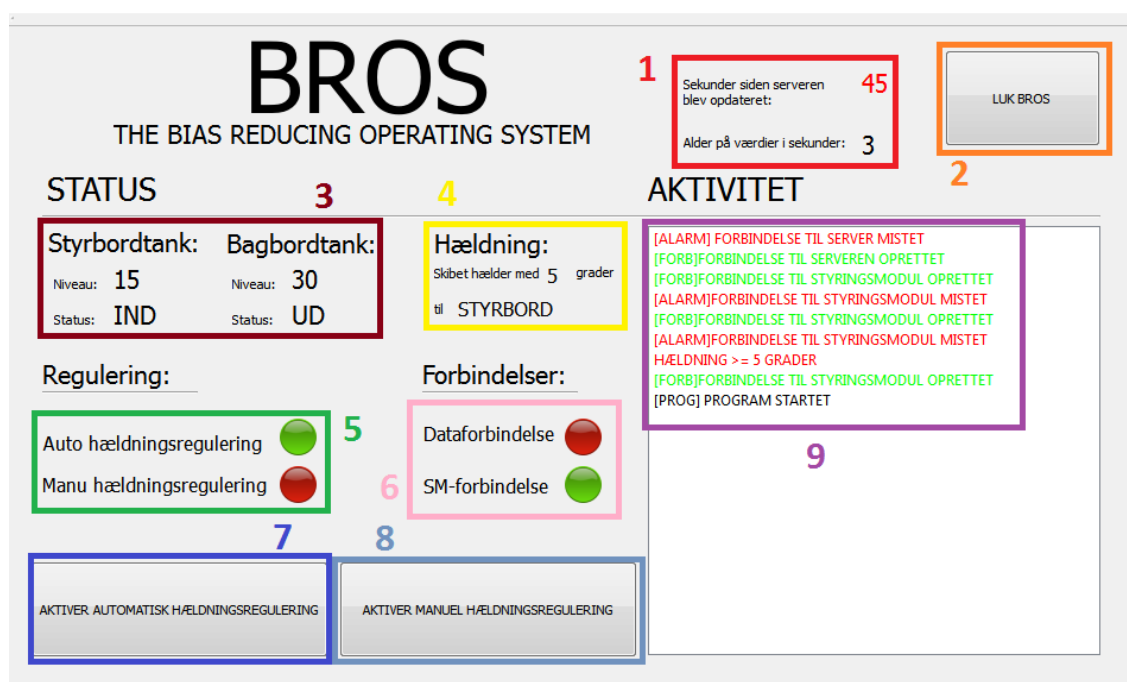 BROS
THE BIAS REDUCING OPERATING SYSTEM
1
Sekunder siden serveren
blev opdateret:
45
Alder på værdier i sekunder: 3
LUK BROS
2
STATUS
3
4
AKTIVITET
Styrbordtank:
Niveau: 15
Status: IND
Bagbordtank:
Niveau: 30
Status: UD
Hældning:
Skibet hælder med 5 grader
til STYRBORD
[ALARM] FORBINDELSE TIL SERVER MISTET
[FORB]FORBINDELSE TIL SERVEREN OPRETTET
[FORB]FORBINDELSE TIL STYRINGSMODUL OPRETTET
[ALARM]FORBINDELSE TIL STYRINGSMODUL MISTET
[FORB]FORBINDELSE TIL STYRINGSMODUL OPRETTET
[ALARM]FORBINDELSE TIL STYRINGSMODUL MISTET
HÆLDNING >= 5 GRADER
[FORB]FORBINDELSE TIL STYRINGSMODUL OPRETTET
[PROG] PROGRAM STARTET
9
Regulering:
Auto hældningsregulering
Manu hældningsregulering
5
Forbindelser:
Dataforbindelse
SM-forbindelse
6
7
8
AKTIVER AUTOMATISK HÆLDNINGSREGULERING
AKTIVER MANUEL HÆLDNINGSREGULERING